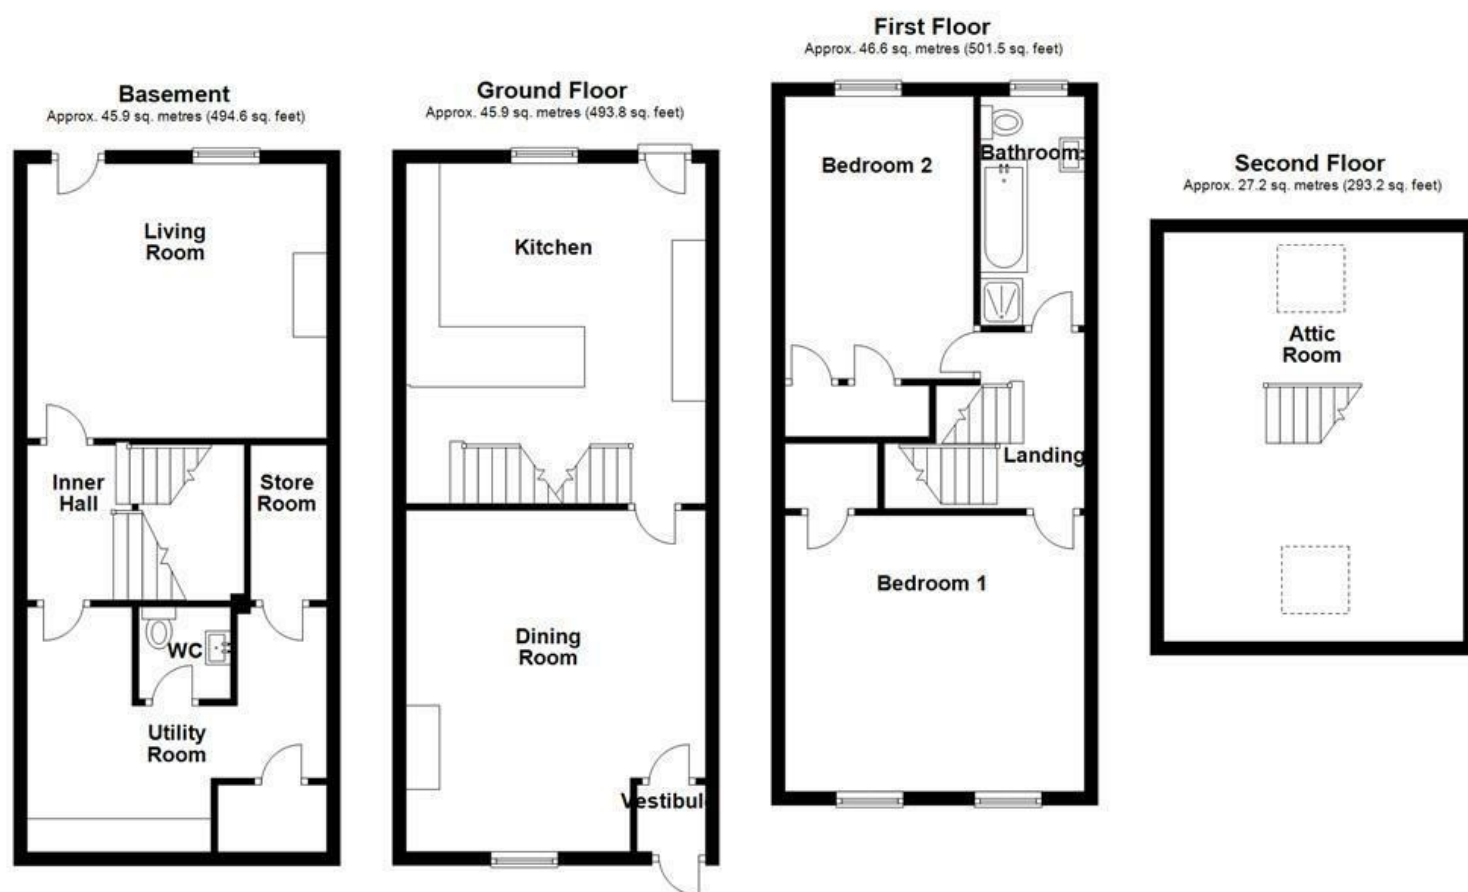 Basement
Approx. 45.9 sq. metres (494.6 sq. feet)
Living
Room
Inner
Hall
Store
Room
WC
Utility
Room
Ground Floor
Approx. 45.9 sq. metres (493.8 sq. feet)
Kitchen
Dining
Room
Vestibule
First Floor
Approx. 46.6 sq. metres (501.5 sq. feet)
Bedroom 2
Bathroom
Landing
Bedroom 1
Second Floor
Approx. 27.2 sq. metres (293.2 sq. feet)
Attic
Room